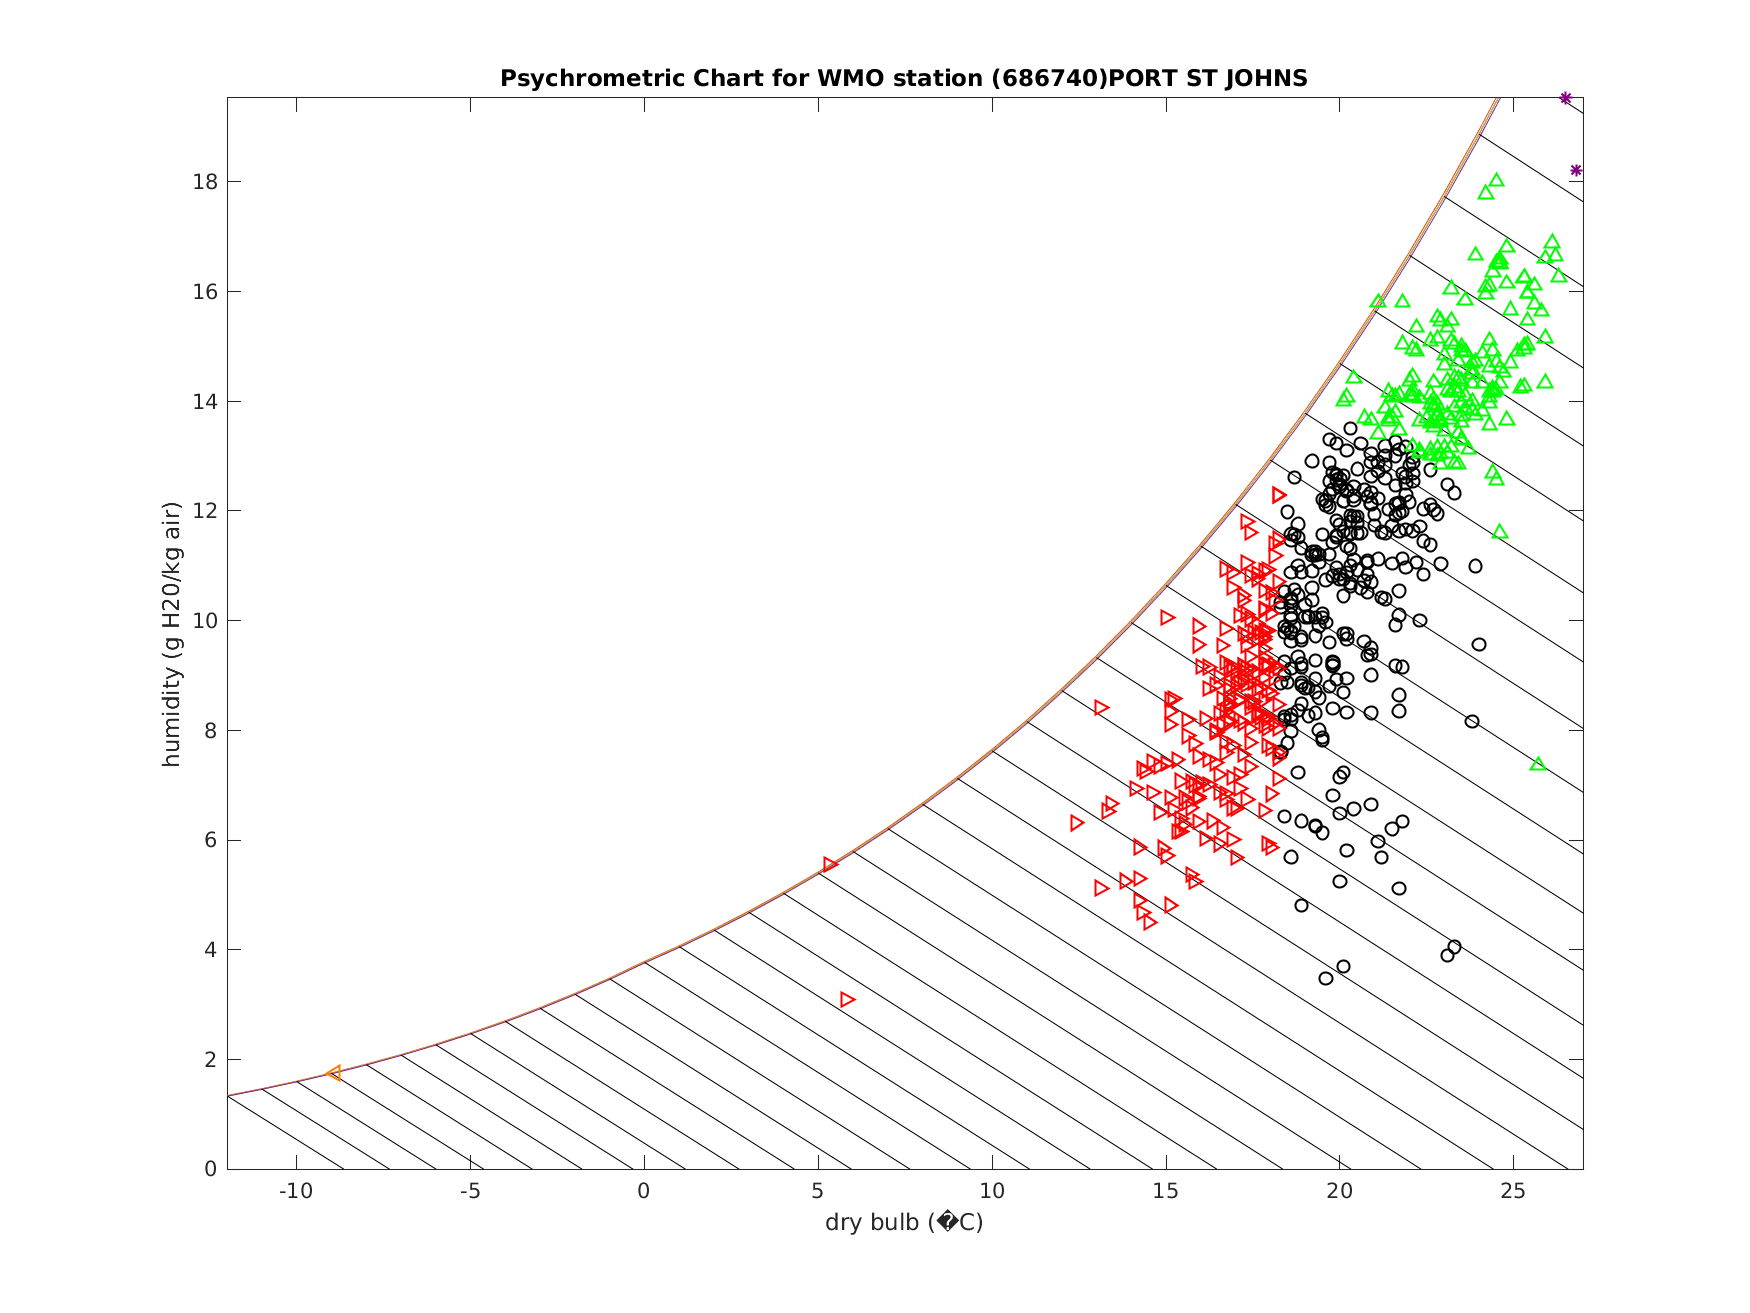 Psychrometric Chart for WMO station (686740)PORT ST JOHNS
humidity (g H20/kg air)
18
16
14
12
10
8
6
4
2
0
-10 -5 0 5 10 15 20 25
dry bulb (�C)